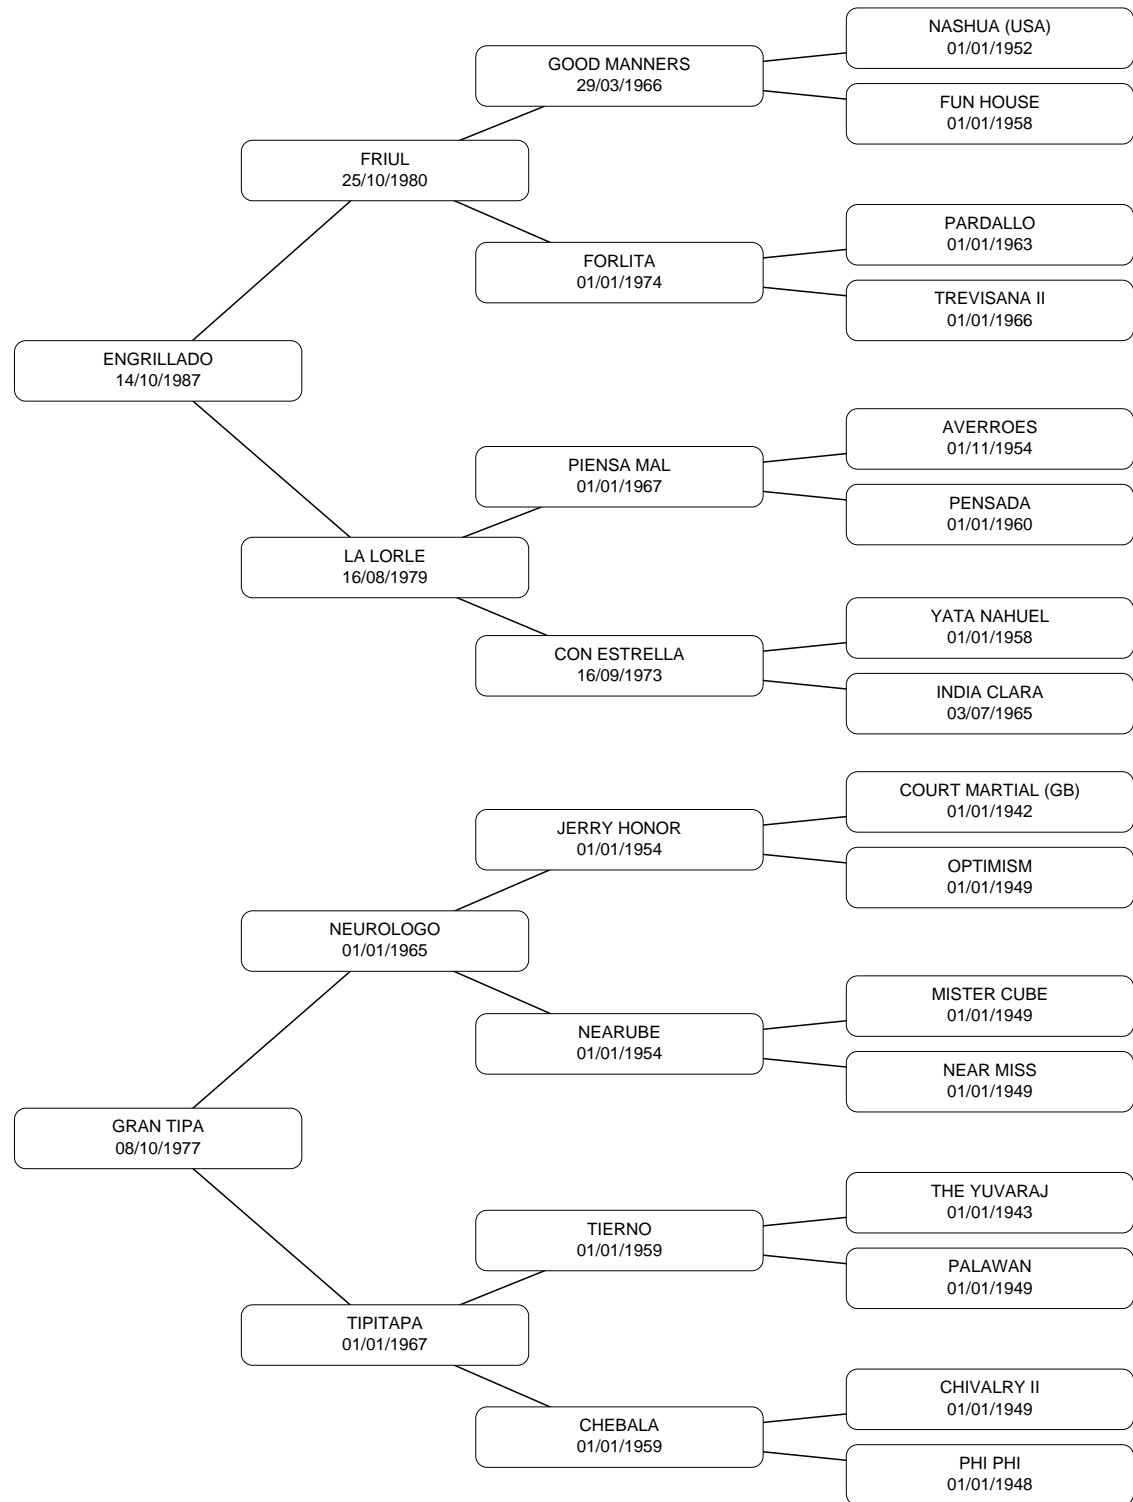 NASHUA (USA)
01/01/1952
GOOD MANNERS
29/03/1966
FUN HOUSE
01/01/1958
FRIUL
25/10/1980
PARDALLO
01/01/1963
FORLITA
01/01/1974
TREVISANA II
01/01/1966
ENGRILLADO
14/10/1987
AVERROES
01/11/1954
PIENSA MAL
01/01/1967
PENSADA
01/01/1960
LA LORLE
16/08/1979
YATA NAHUEL
01/01/1958
CON ESTRELLA
16/09/1973
INDIA CLARA
03/07/1965
COURT MARTIAL (GB)
01/01/1942
JERRY HONOR
01/01/1954
OPTIMISM
01/01/1949
NEUROLOGO
01/01/1965
MISTER CUBE
01/01/1949
NEARUBE
01/01/1954
NEAR MISS
01/01/1949
GRAN TIPA
08/10/1977
THE YUVARAJ
01/01/1943
TIERNO
01/01/1959
PALAWAN
01/01/1949
TIPITAPA
01/01/1967
CHIVALRY II
01/01/1949
CHEBALA
01/01/1959
PHI PHI
01/01/1948